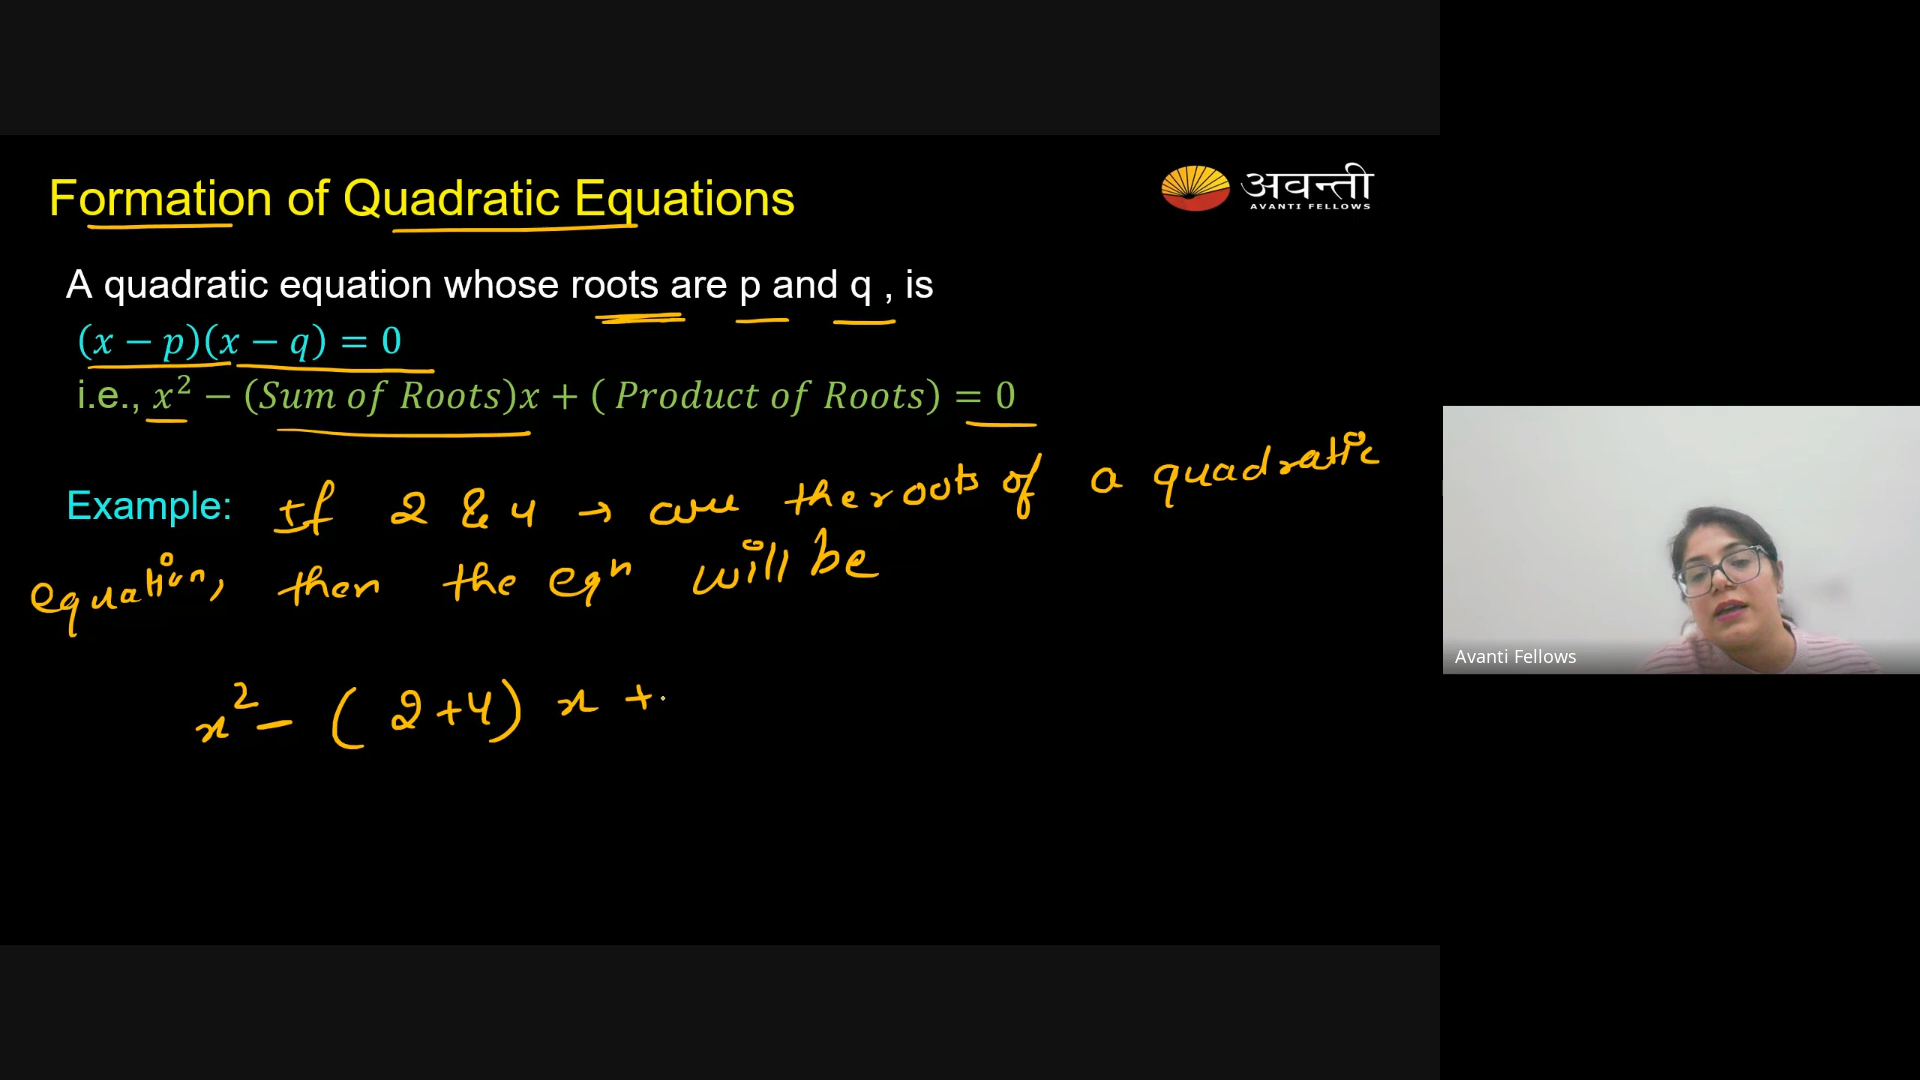 Formation of Quadratic Equations
अवन्ती
AVANTI FELLOWS
A quadratic equation whose roots are p and q , is
(x − p)(x − q) = 0
i.e., x² − (Sum of Roots)x + ( Product of Roots) = 0
Example: If 2 & 4 → are the roots of a quadratic
equation, then the eqn will be
x² − ( 2+4) x +
Avanti Fellows